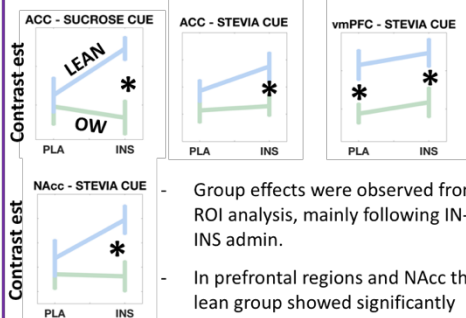 ACC - SUCROSE CUE
ACC - STEVIA CUE
vmPFC - STEVIA CUE
Contrast est
LEAN
*
OW
PLA INS
*
PLA INS
*
*
PLA INS
NAcc - STEVIA CUE
Contrast est
*
PLA INS
- Group effects were observed from
ROI analysis, mainly following IN-
INS admin.
- In prefrontal regions and NAcc
lean group showed significantly